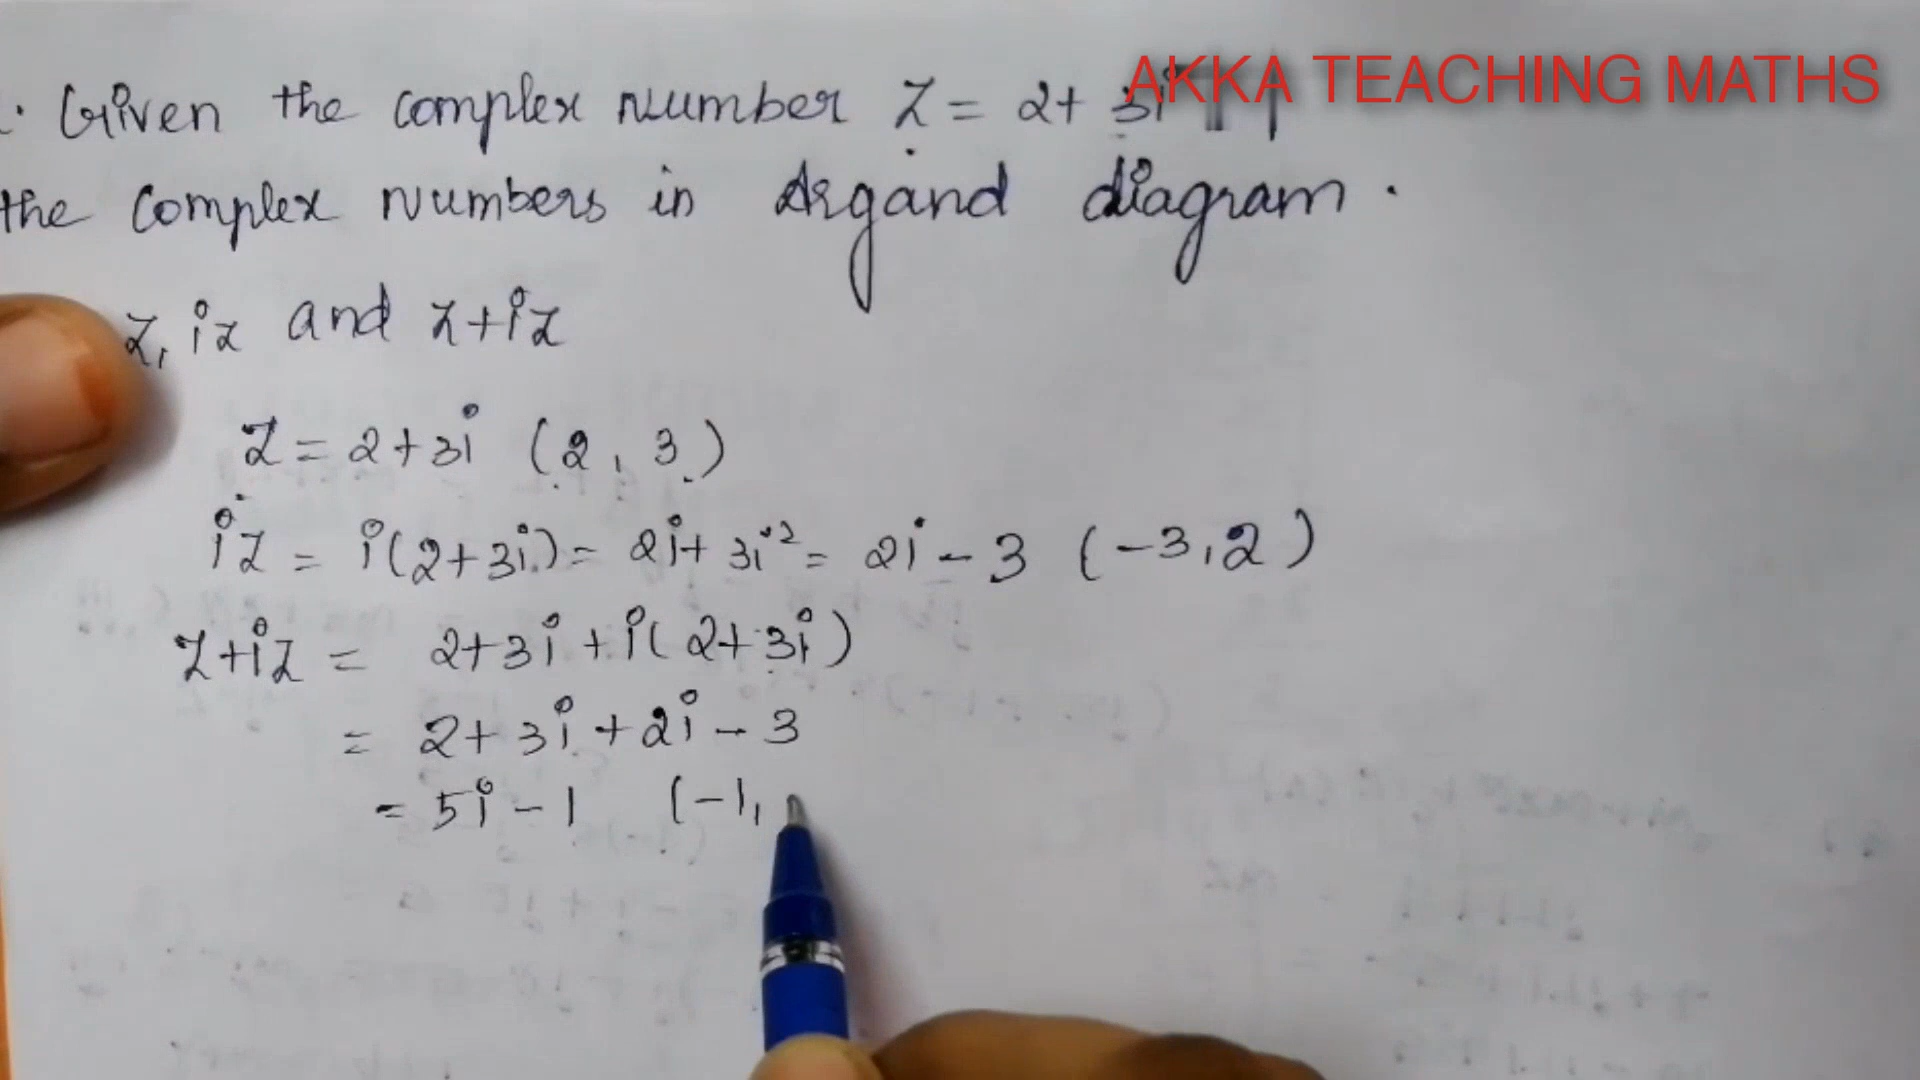 AKKA TEACHING MATHS
. Given the complex number Z = 2+ 3i
the complex numbers in Argand diagram .
Z, iz and z+iz
Z = 2+3i (2, 3)
iZ = i(2+3i) = 2i+ 3i² = 2i - 3 (-3,2)
Z+iZ = 2+3i + i( 2+3i)
= 2+3i +2i - 3
= 5i - 1 (-1,